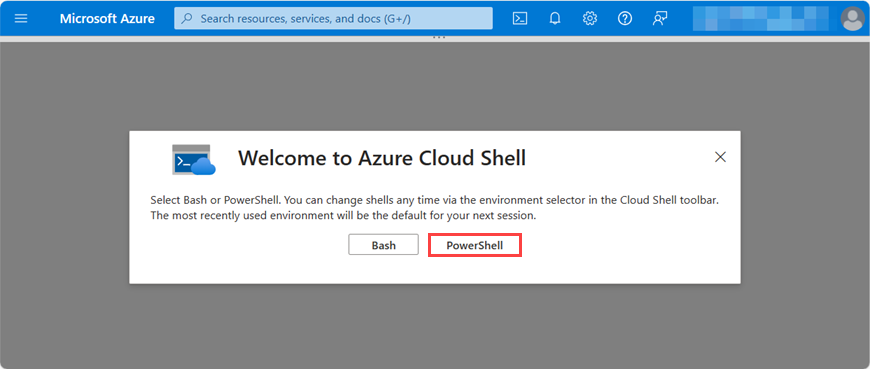 Microsoft Azure
Search resources, services, and docs (G+/)
Welcome to Azure Cloud Shell
Select Bash or PowerShell. You can change shells any time via the environment selector in the Cloud Shell toolbar.
The most recently used environment will be the default for your next session.
Bash
PowerShell